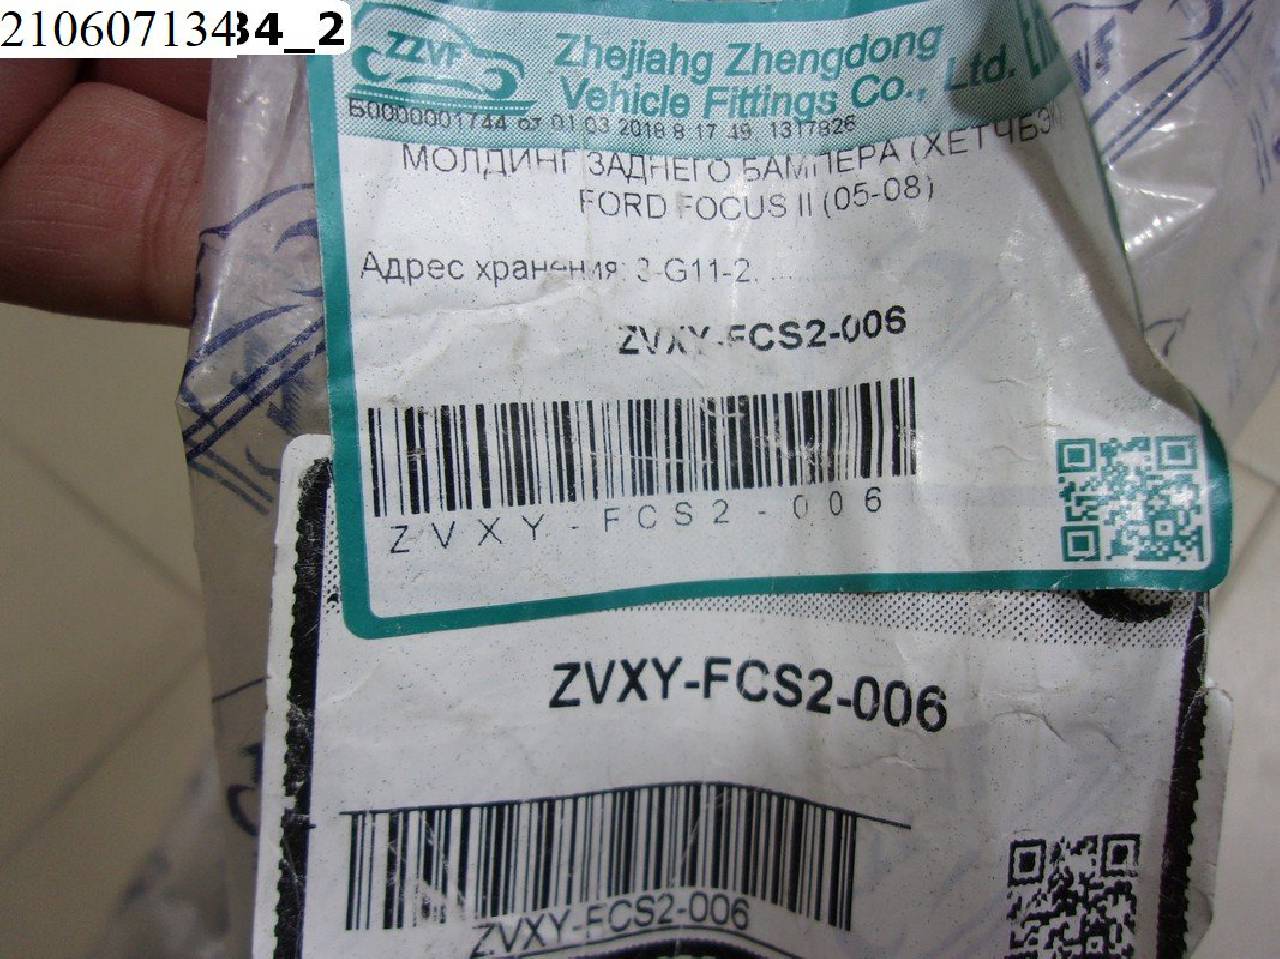 21060713434_2
ZZVF
Zhejiahg Zhengdong
Vehicle Fittings Co., Ltd.
Б0000001744 от 01 03 2018 8 17 49, 1317826
МОЛДИНГ ЗАДНЕГО БАМПЕРА (ХЕТЧБЭК)
FORD FOCUS II (05-08)
Адрес хранения: 3-G11-2,
ZVXY-FCS2-006
ZVXY-FCS2-006
ZVXY-FCS2-006
ZVXY-FCS2-006